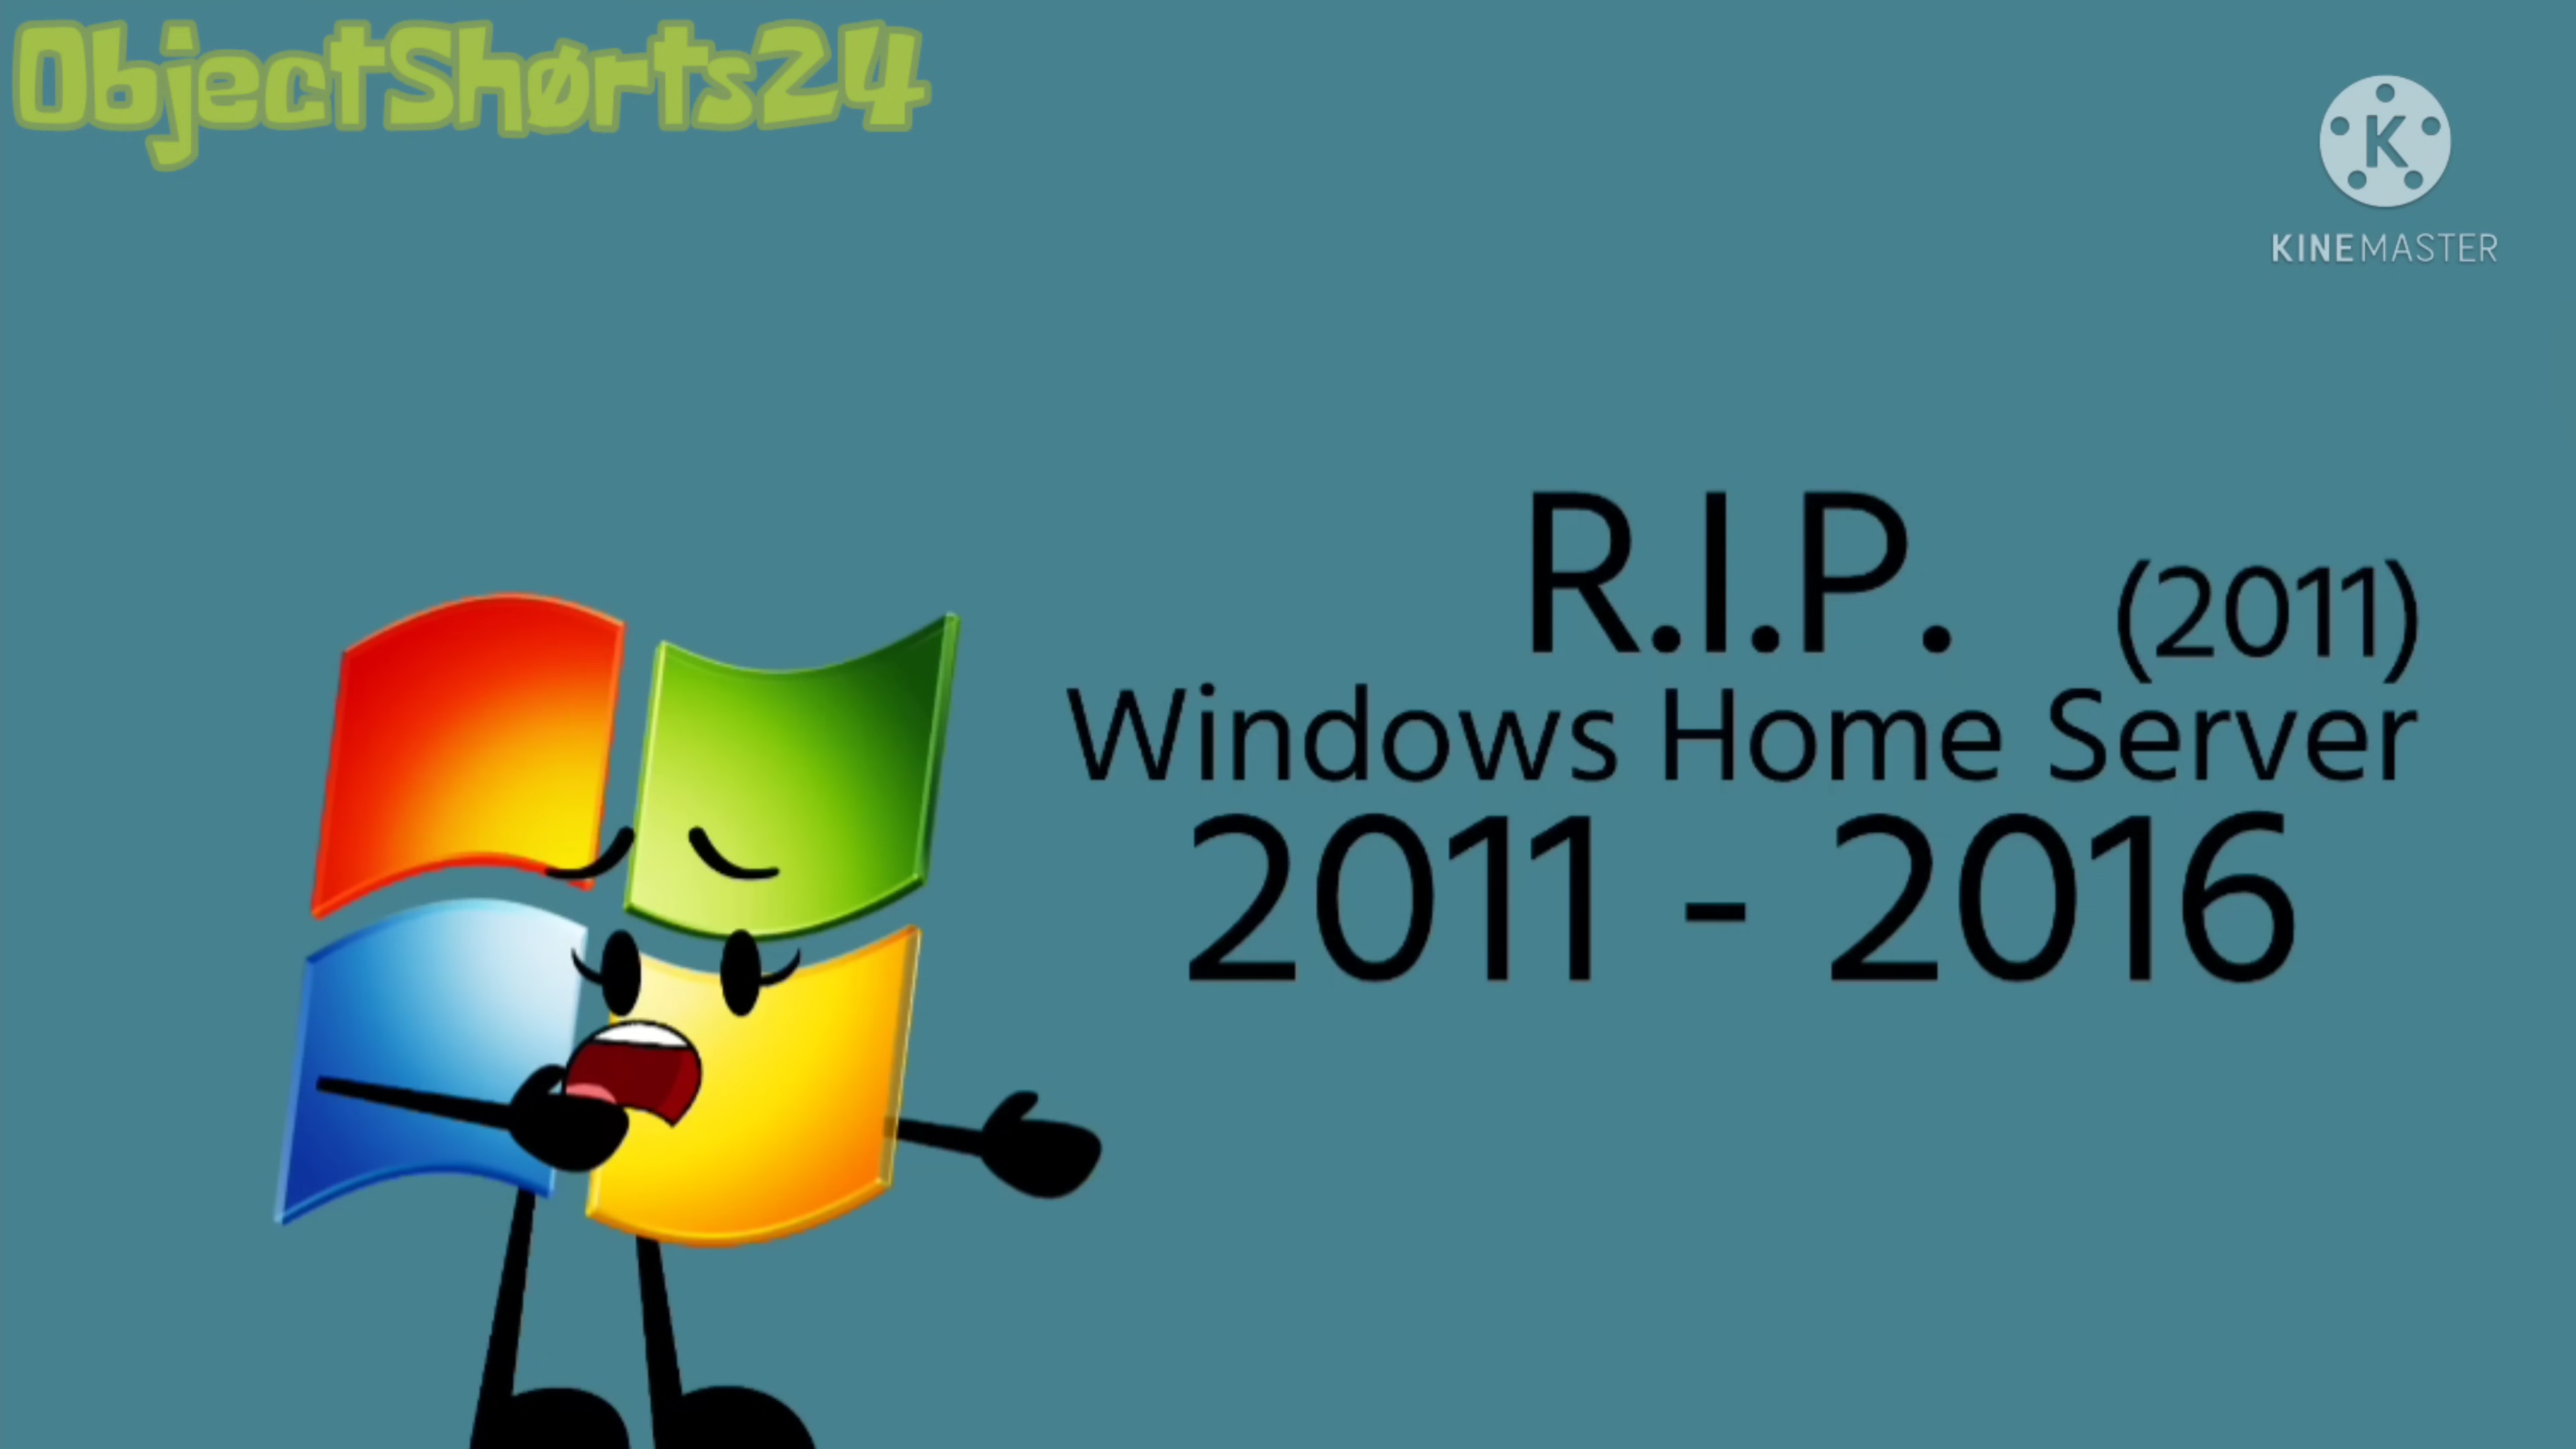 ObjectShørts24
K
KINEMASTER
R.I.P. (2011)
Windows Home Server
2011 - 2016